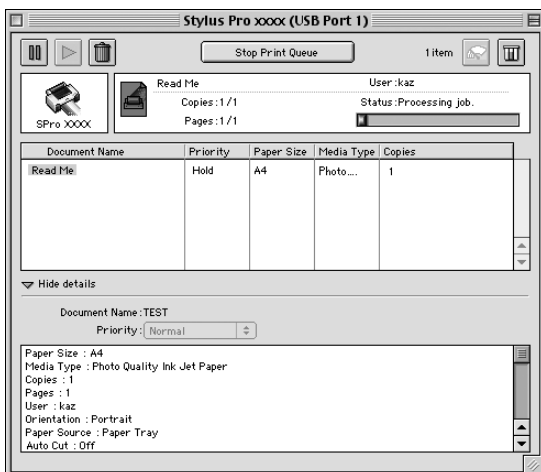 Stylus Pro xxxx (USB Port 1)
Stop Print Queue
1 item
SPro XXXX
Read Me
User :kaz
Copies :1 /1
Status :Processing job.
Pages :1 /1
Document Name Priority Paper Size Media Type Copies
Read Me Hold A4 Photo.... 1
Hide details
Document Name :TEST
Priority : Normal
Paper Size : A4
Media Type : Photo Quality Ink Jet Paper
Copies : 1
Pages : 1
User : kaz
Orientation : Portrait
Paper Source : Paper Tray
Auto Cut : Off